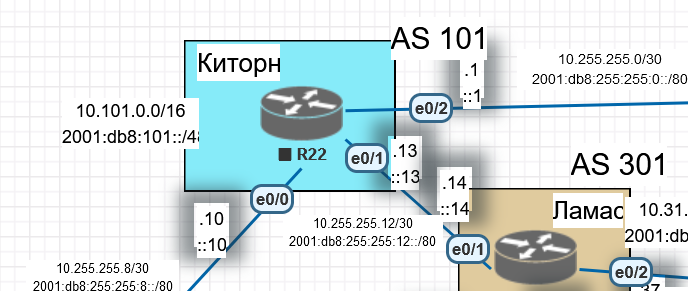 AS 101
Киторн
.1
::1
10.255.255.0/30
2001:db8:255:255:0::/80
10.101.0.0/16
2001:db8:101::/48
e0/2
R22
e0/1
.13
::13
AS 301
.14
::14
e0/0
.10
::10
10.255.255.12/30
2001:db8:255:255:12::/80
Ламас
10.31.
2001:db
e0/1
10.255.255.8/30
2001:db8:255:255:8::/80
e0/2
.37